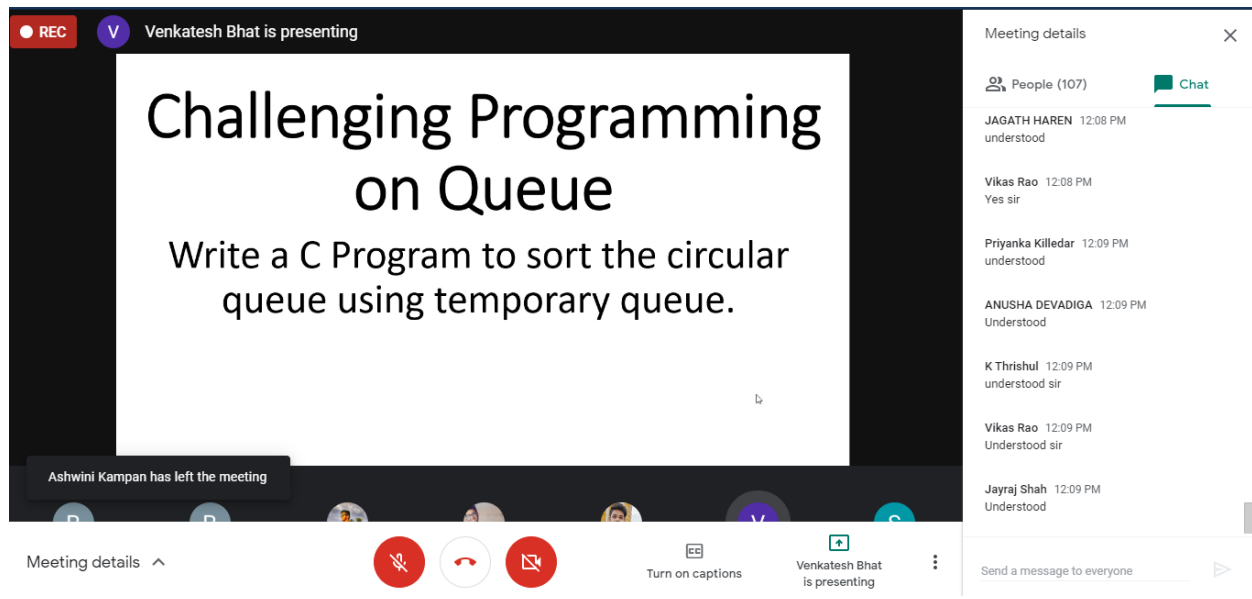 REC
V
Venkatesh Bhat is presenting
Challenging Programming
on Queue
Write a C Program to sort the circular
queue using temporary queue.
Ashwini Kampan has left the meeting
Meeting details
CC
Turn on captions
Venkatesh Bhat
is presenting
Meeting details
People (107)
Chat
JAGATH HAREN 12:08 PM
understood
Vikas Rao 12:08 PM
Yes sir
Priyanka Killedar 12:09 PM
understood
ANUSHA DEVADIGA 12:09 PM
Understood
K Thrishul 12:09 PM
understood sir
Vikas Rao 12:09 PM
Understood sir
Jayraj Shah 12:09 PM
Understood
Send a message to everyone